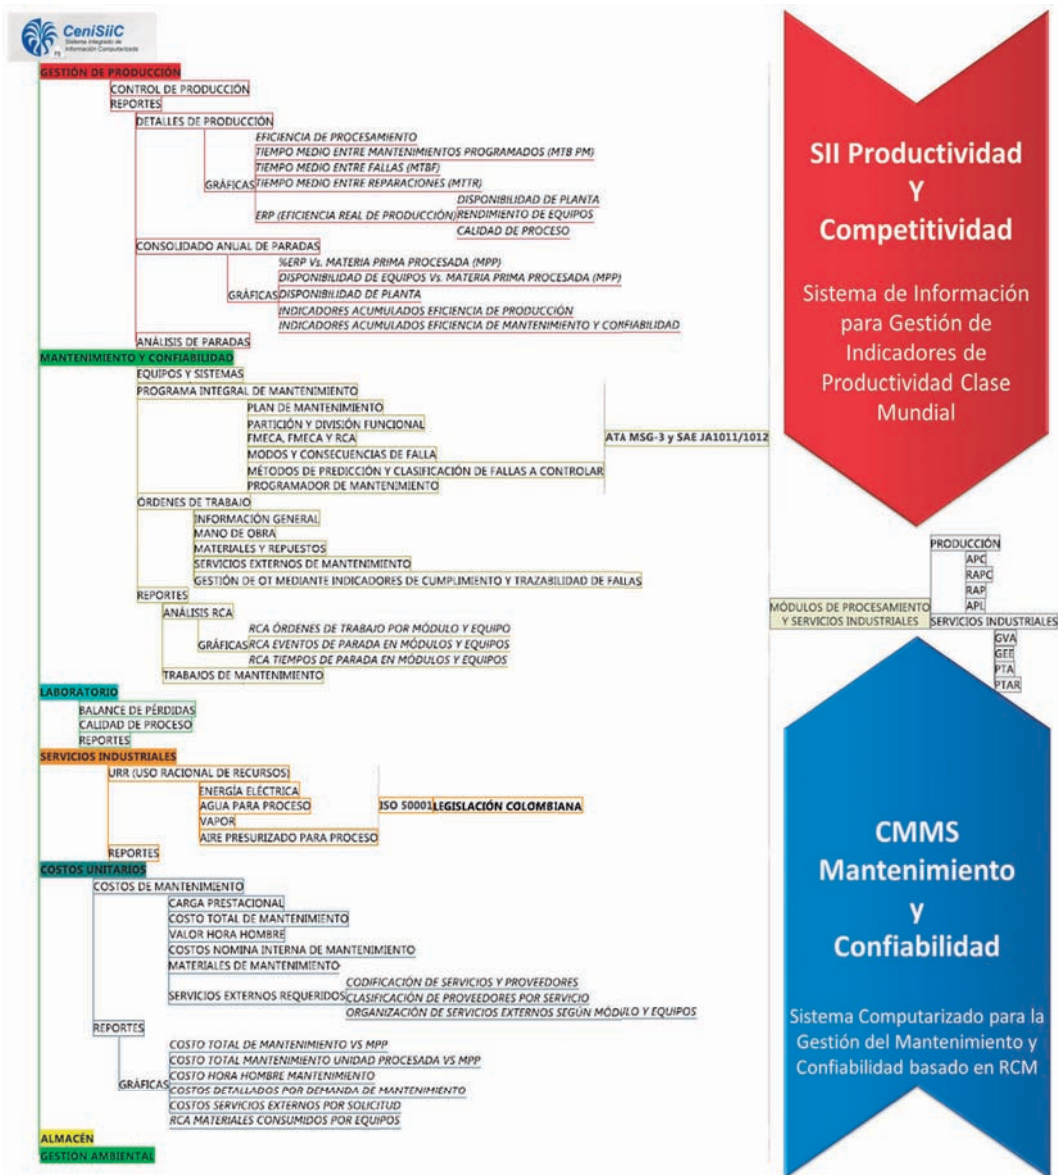 CeniSiiC
Sistema Integrado de
Información Computarizada
GESTIÓN DE PRODUCCIÓN
CONTROL DE PRODUCCIÓN
REPORTES
DETALLES DE PRODUCCIÓN
GRÁFICAS
EFICIENCIA DE PROCESAMIENTO
TIEMPO MEDIO ENTRE MANTENIMIENTOS PROGRAMADOS (MTB PM)
TIEMPO MEDIO ENTRE FALLAS (MTBF)
TIEMPO MEDIO ENTRE REPARACIONES (MTTR)
ERP (EFICIENCIA REAL DE PRODUCCIÓN)
DISPONIBILIDAD DE PLANTA
RENDIMIENTO DE EQUIPOS
CALIDAD DE PROCESO
CONSOLIDADO ANUAL DE PARADAS
GRÁFICAS
%ERP Vs. MATERIA PRIMA PROCESADA (MPP)
DISPONIBILIDAD DE EQUIPOS Vs. MATERIA PRIMA PROCESADA (MPP)
DISPONIBILIDAD DE PLANTA
INDICADORES ACUMULADOS EFICIENCIA DE PRODUCCIÓN
INDICADORES ACUMULADOS EFICIENCIA DE MANTENIMIENTO Y CONFIABILIDAD
ANÁLISIS DE PARADAS
MANTENIMIENTO Y CONFIABILIDAD
EQUIPOS Y SISTEMAS
PROGRAMA INTEGRAL DE MANTENIMIENTO
PLAN DE MANTENIMIENTO
PARTICIÓN Y DIVISIÓN FUNCIONAL
FMECA, FMECA Y RCA
MODOS Y CONSECUENCIAS DE FALLA
MÉTODOS DE PREDICCIÓN Y CLASIFICACIÓN DE FALLAS A CONTROLAR
PROGRAMADOR DE MANTENIMIENTO
ATA MSG-3 y SAE JA1011/1012
ÓRDENES DE TRABAJO
INFORMACIÓN GENERAL
MANO DE OBRA
MATERIALES Y REPUESTOS
SERVICIOS EXTERNOS DE MANTENIMIENTO
GESTIÓN DE OT MEDIANTE INDICADORES DE CUMPLIMIENTO Y TRAZABILIDAD DE FALLAS
REPORTES
ANÁLISIS RCA
GRÁFICAS
RCA ÓRDENES DE TRABAJO POR MÓDULO Y EQUIPO
RCA EVENTOS DE PARADA EN MÓDULOS Y EQUIPOS
RCA TIEMPOS DE PARADA EN MÓDULOS Y EQUIPOS
TRABAJOS DE MANTENIMIENTO
LABORATORIO
BALANCE DE PÉRDIDAS
CALIDAD DE PROCESO
REPORTES
SERVICIOS INDUSTRIALES
URR (USO RACIONAL DE RECURSOS)
ENERGÍA ELÉCTRICA
AGUA PARA PROCESO
VAPOR
AIRE PRESURIZADO PARA PROCESO
ISO 50001 LEGISLACIÓN COLOMBIANA
REPORTES
COSTOS UNITARIOS
COSTOS DE MANTENIMIENTO
CARGA PRESTACIONAL
COSTO TOTAL DE MANTENIMIENTO
VALOR HORA HOMBRE
COSTOS NOMINA INTERNA DE MANTENIMIENTO
MATERIALES DE MANTENIMIENTO
SERVICIOS EXTERNOS REQUERIDOS
CODIFICACIÓN DE SERVICIOS Y PROVEEDORES
CLASIFICACIÓN DE PROVEEDORES POR SERVICIO
ORGANIZACIÓN DE SERVICIOS EXTERNOS SEGÚN MÓDULO Y EQUIPOS
REPORTES
GRÁFICAS
COSTO TOTAL DE MANTENIMIENTO VS MPP
COSTO TOTAL MANTENIMIENTO UNIDAD PROCESADA VS MPP
COSTO HORA HOMBRE MANTENIMIENTO
COSTOS DETALLADOS POR DEMANDA DE MANTENIMIENTO
COSTOS SERVICIOS EXTERNOS POR SOLICITUD
RCA MATERIALES CONSUMIDOS POR EQUIPOS
ALMACÉN
GESTIÓN AMBIENTAL
SII Productividad
Y
Competitividad
Sistema de Información
para Gestión de
Indicadores de
Productividad Clase
Mundial
MÓDULOS DE PROCESAMIENTO
Y SERVICIOS INDUSTRIALES
PRODUCCIÓN
APC
RAPC
RAP
APL
SERVICIOS INDUSTRIALES
GVA
GEE
PTA
PTAR
CMMS
Mantenimiento
y
Confiabilidad
Sistema Computarizado para la
Gestión del Mantenimiento y
Confiabilidad basado en RCM